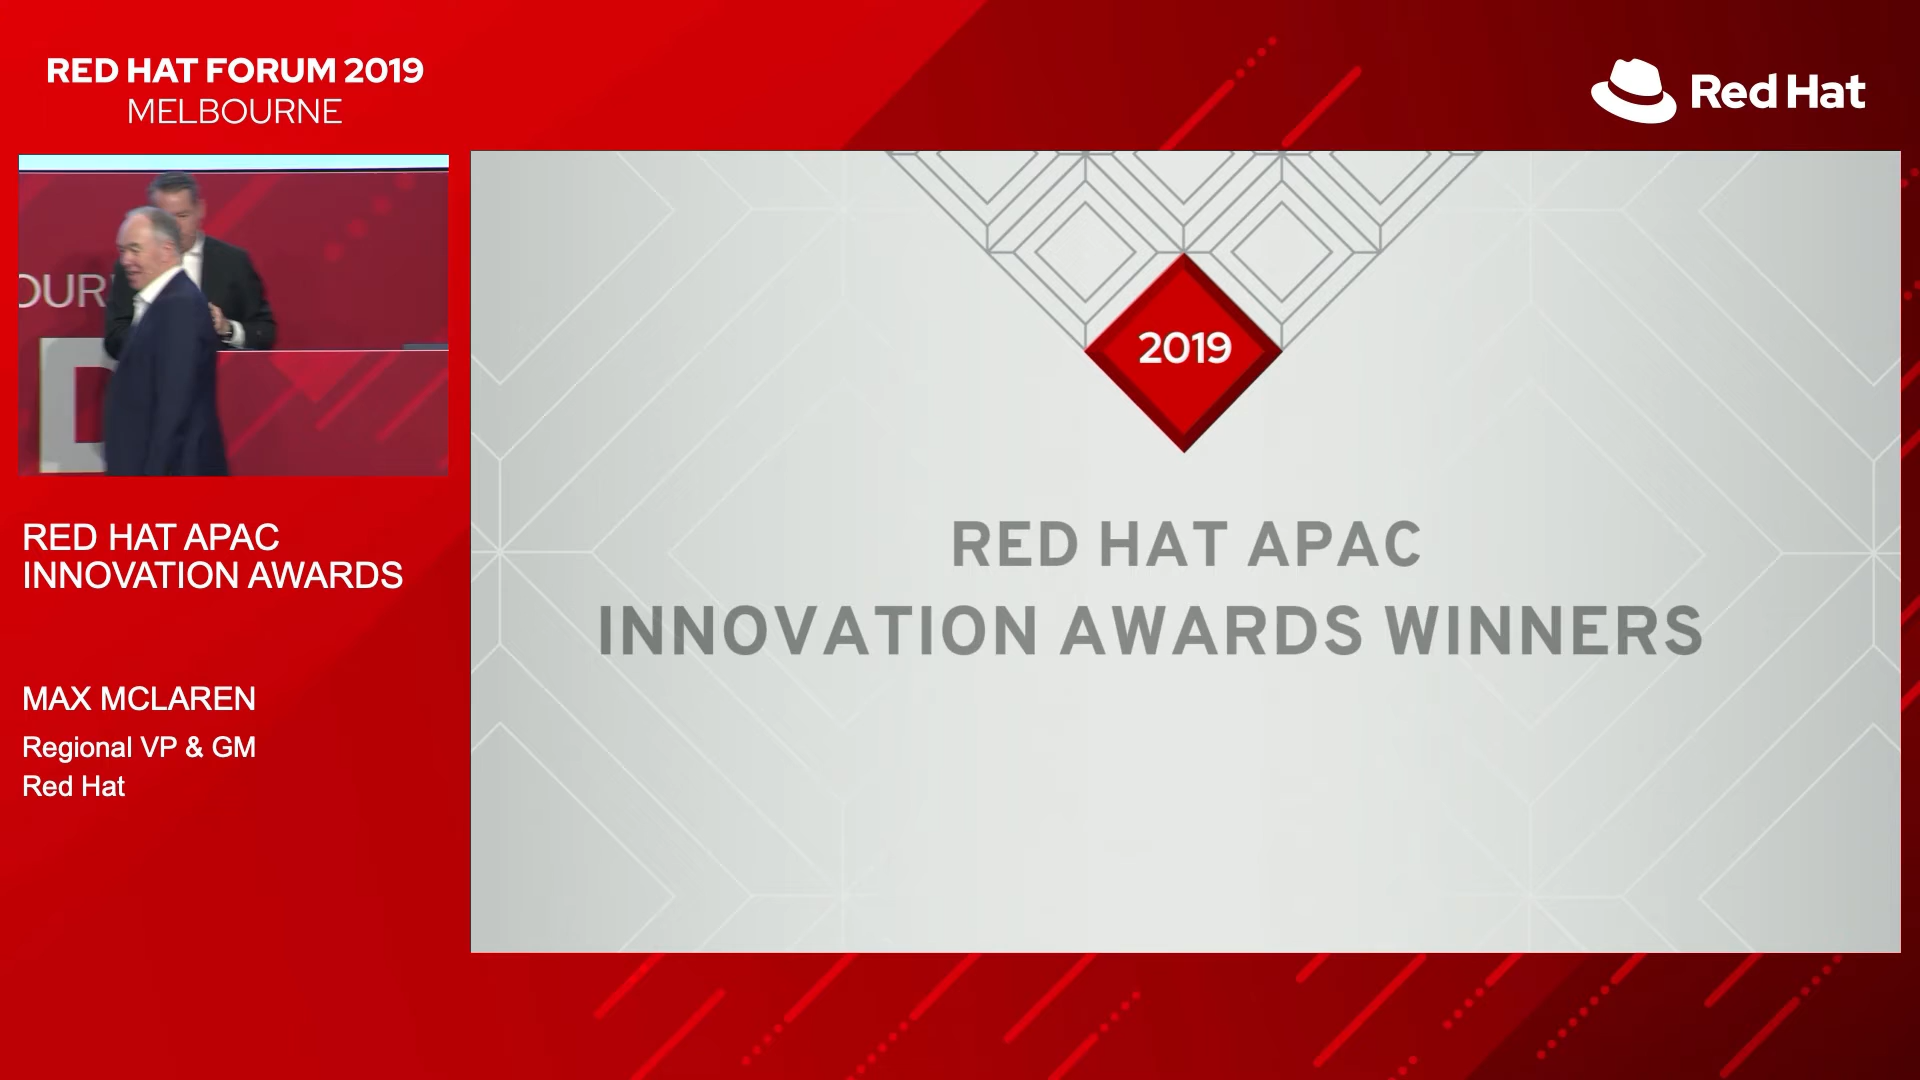 RED HAT FORUM 2019
MELBOURNE
Red Hat
OUR
D
RED HAT APAC
INNOVATION AWARDS
MAX MCLAREN
Regional VP & GM
Red Hat
2019
RED HAT APAC
INNOVATION AWARDS WINNERS